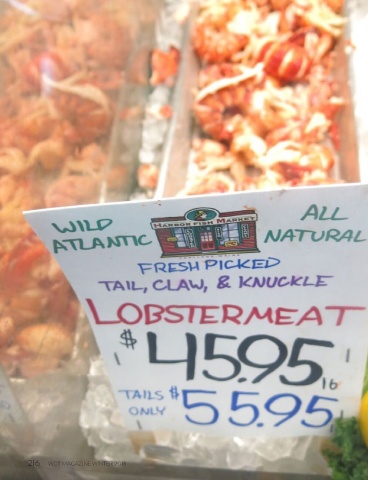 WILD
ATLANTIC
HARBOR FISH MARKET
ALL
NATURAL
FRESH PICKED
TAIL, CLAW, & KNUCKLE
LOBSTERMEAT
$45.95 lb
TAILS ONLY $55.95
216